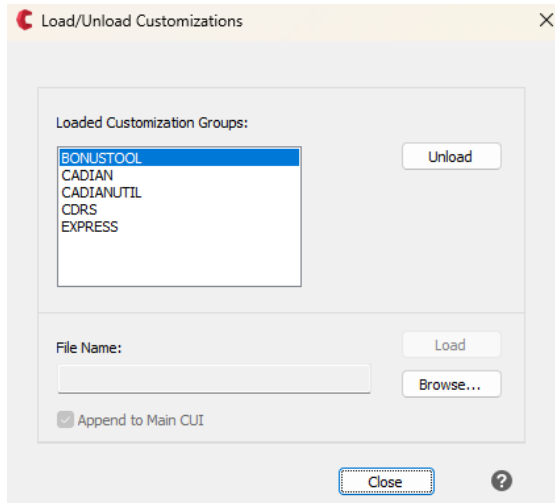 Load/Unload Customizations
Loaded Customization Groups:
BONUSTOOL
CADIAN
CADIANUTIL
CDRS
EXPRESS
Unload
File Name:
Load
Browse...
Append to Main CUI
Close
?